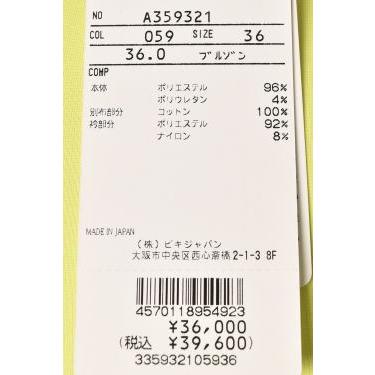 NO A359321
COL 059 SIZE 36
36.0 ブルゾン
COMP
本体 ポリエステル 96%
ポリウレタン 4%
別布部分 コットン 100%
衿部分 ポリエステル 92%
ナイロン 8%
MADE IN JAPAN
(株)ビキジャパン
大阪市中央区西心斎橋2-1-3 8F
4570118954923
¥36,000
(税込 ¥39,600)
335932105936